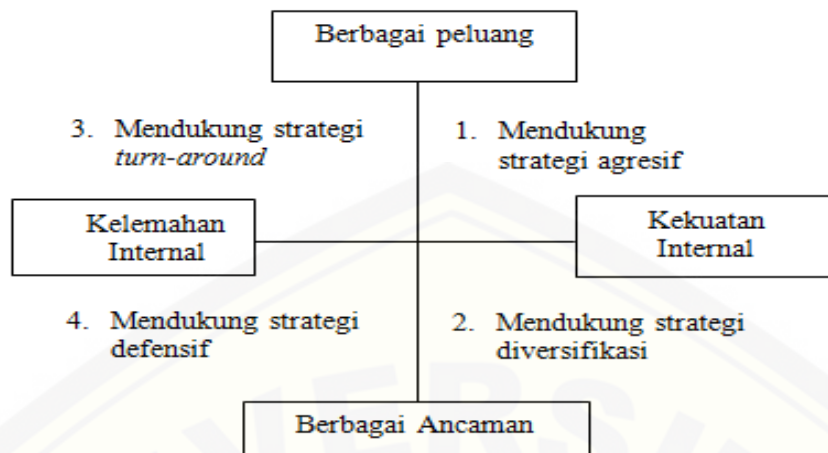 Berbagai peluang
3. Mendukung strategi
turn-around
1. Mendukung
strategi agresif
Kelemahan
Internal
Kekuatan
Internal
4. Mendukung strategi
defensif
2. Mendukung strategi
diversifikasi
Berbagai Ancaman